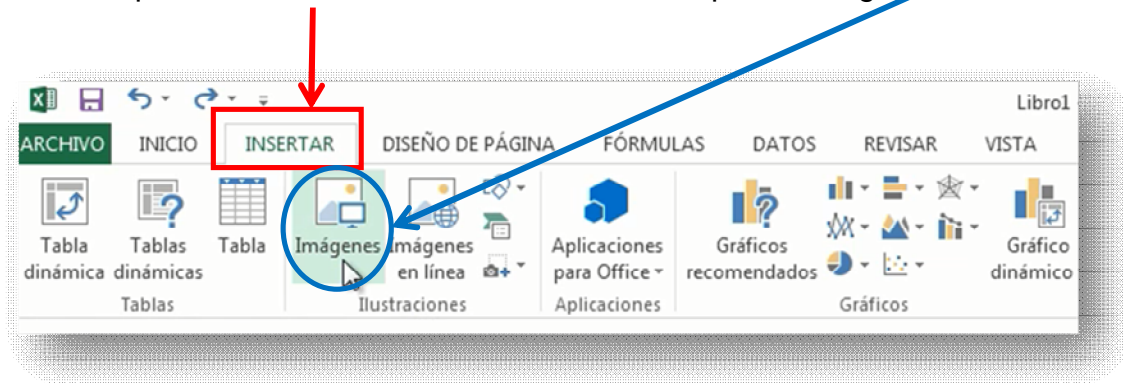 Libro1
ARCHIVO INICIO INSERTAR DISEÑO DE PÁGINA FÓRMULAS DATOS REVISAR VISTA
Tabla dinámica
Tablas dinámicas
Tabla
Imágenes
Imágenes en línea
Aplicaciones para Office
Gráficos recomendados
Gráfico dinámico
Tablas
Ilustraciones
Aplicaciones
Gráficos